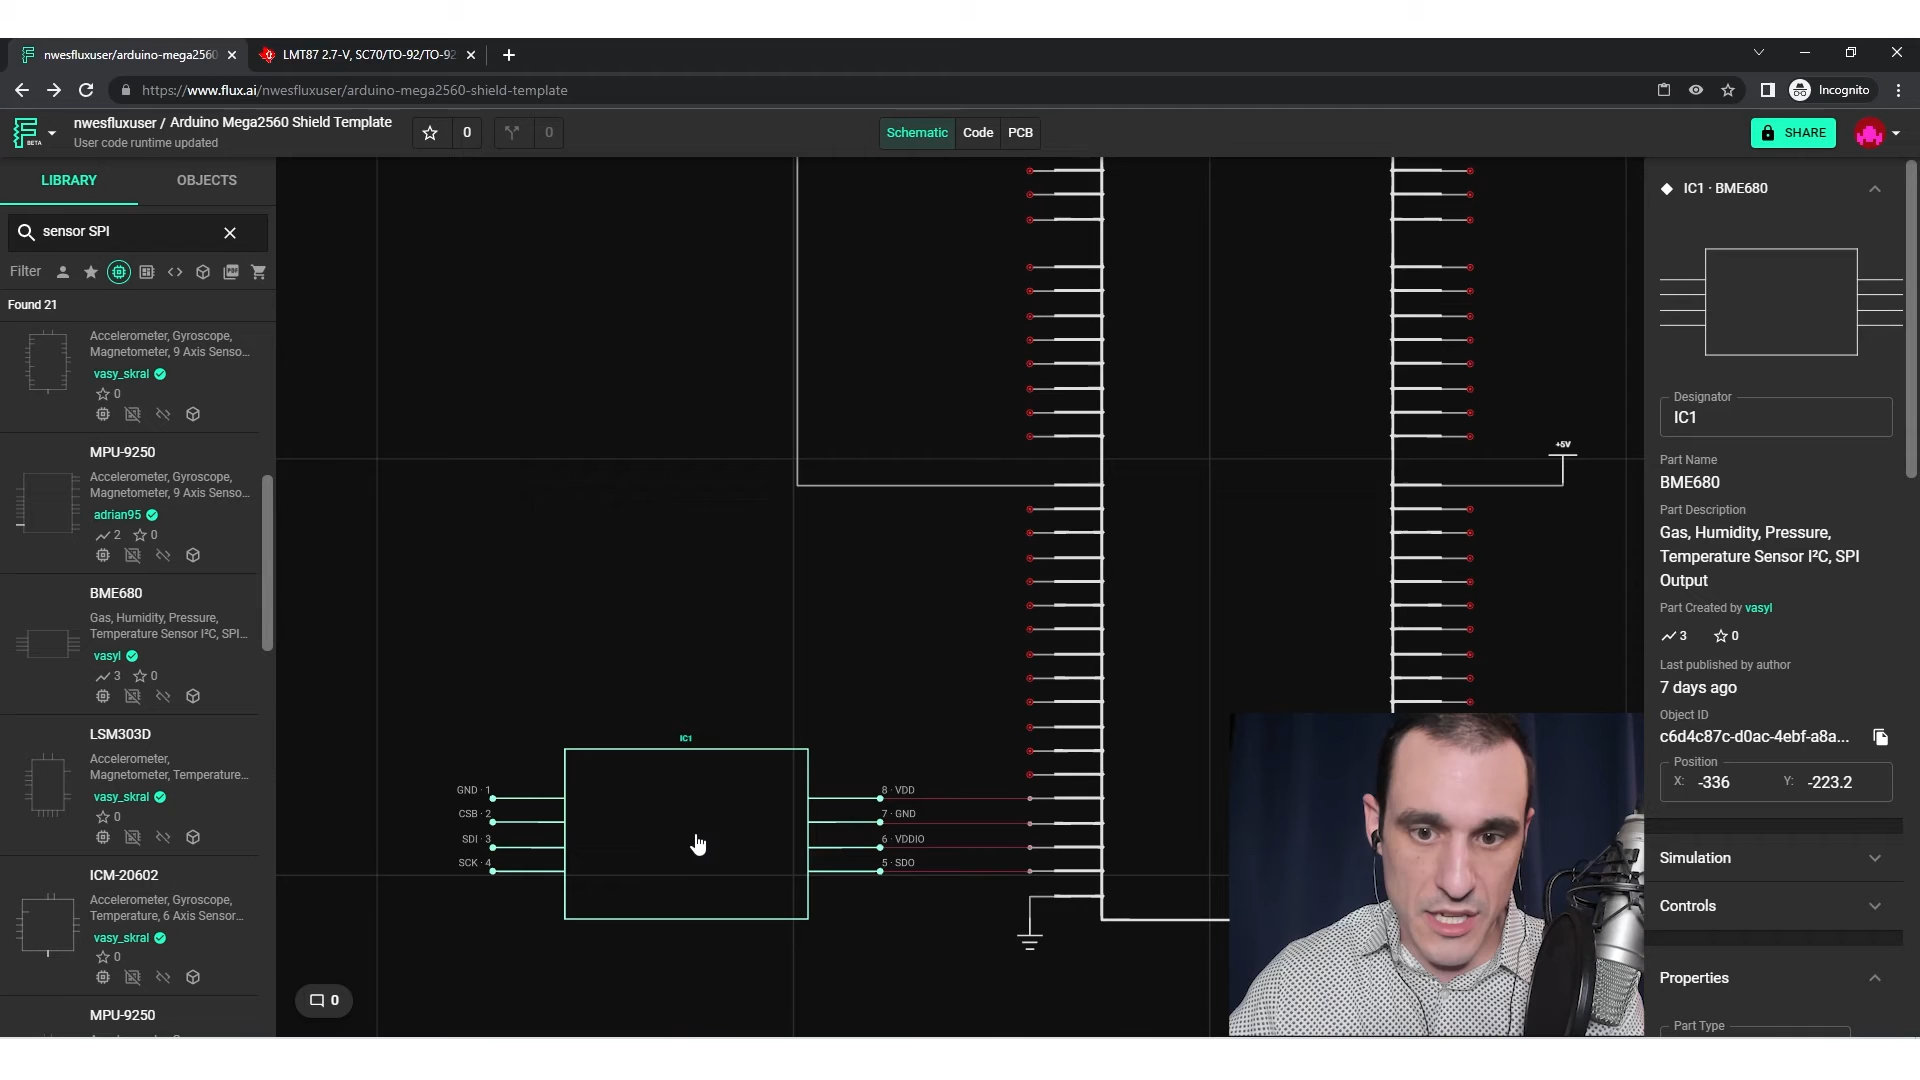 nwesfluxuser/arduino-mega2560
LMT87 2.7-V, SC70/TO-92/TO-92
https://www.flux.ai/nwesfluxuser/arduino-mega2560-shield-template
Incognito
BETA
nwesfluxuser / Arduino Mega2560 Shield Template
User code runtime updated
0
0
Schematic
Code
PCB
SHARE
LIBRARY
OBJECTS
sensor SPI
Filter
PDF
Found 21
Accelerometer, Gyroscope,
Magnetometer, 9 Axis Senso...
vasy_skral
0
MPU-9250
Accelerometer, Gyroscope,
Magnetometer, 9 Axis Senso...
adrian95
2
0
BME680
Gas, Humidity, Pressure,
Temperature Sensor I²C, SPI...
vasyl
3
0
LSM303D
Accelerometer,
Magnetometer, Temperature...
vasy_skral
0
ICM-20602
Accelerometer, Gyroscope,
Temperature, 6 Axis Sensor...
vasy_skral
0
MPU-9250
+5V
IC1
GND · 1
CSB · 2
SDI · 3
SCK · 4
8 · VDD
7 · GND
6 · VDDIO
5 · SDO
0
IC1 · BME680
Designator
IC1
Part Name
BME680
Part Description
Gas, Humidity, Pressure,
Temperature Sensor I²C, SPI
Output
Part Created by vasyl
3
0
Last published by author
7 days ago
Object ID
c6d4c87c-d0ac-4ebf-a8a...
Position
X: -336
Y: -223.2
Simulation
Controls
Properties
Part Type